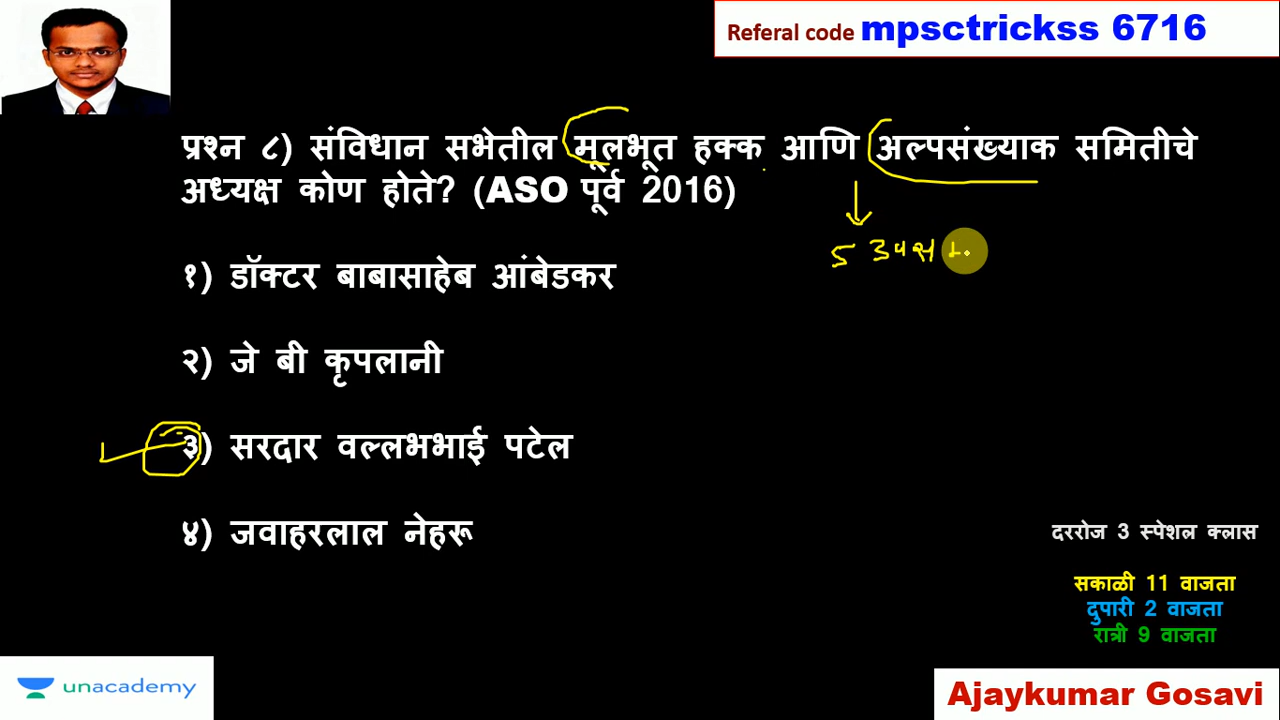 Referal code mpsctrickss 6716
प्रश्न ८) संविधान सभेतील मूलभूत हक्क आणि अल्पसंख्याक समितीचे
अध्यक्ष कोण होते? (ASO पूर्व 2016)
5 उपस
१) डॉक्टर बाबासाहेब आंबेडकर
२) जे बी कृपलानी
३) सरदार वल्लभभाई पटेल
४) जवाहरलाल नेहरू
दररोज 3 स्पेशल क्लास
सकाळी 11 वाजता
दुपारी 2 वाजता
रात्री 9 वाजता
unacademy
Ajaykumar Gosavi